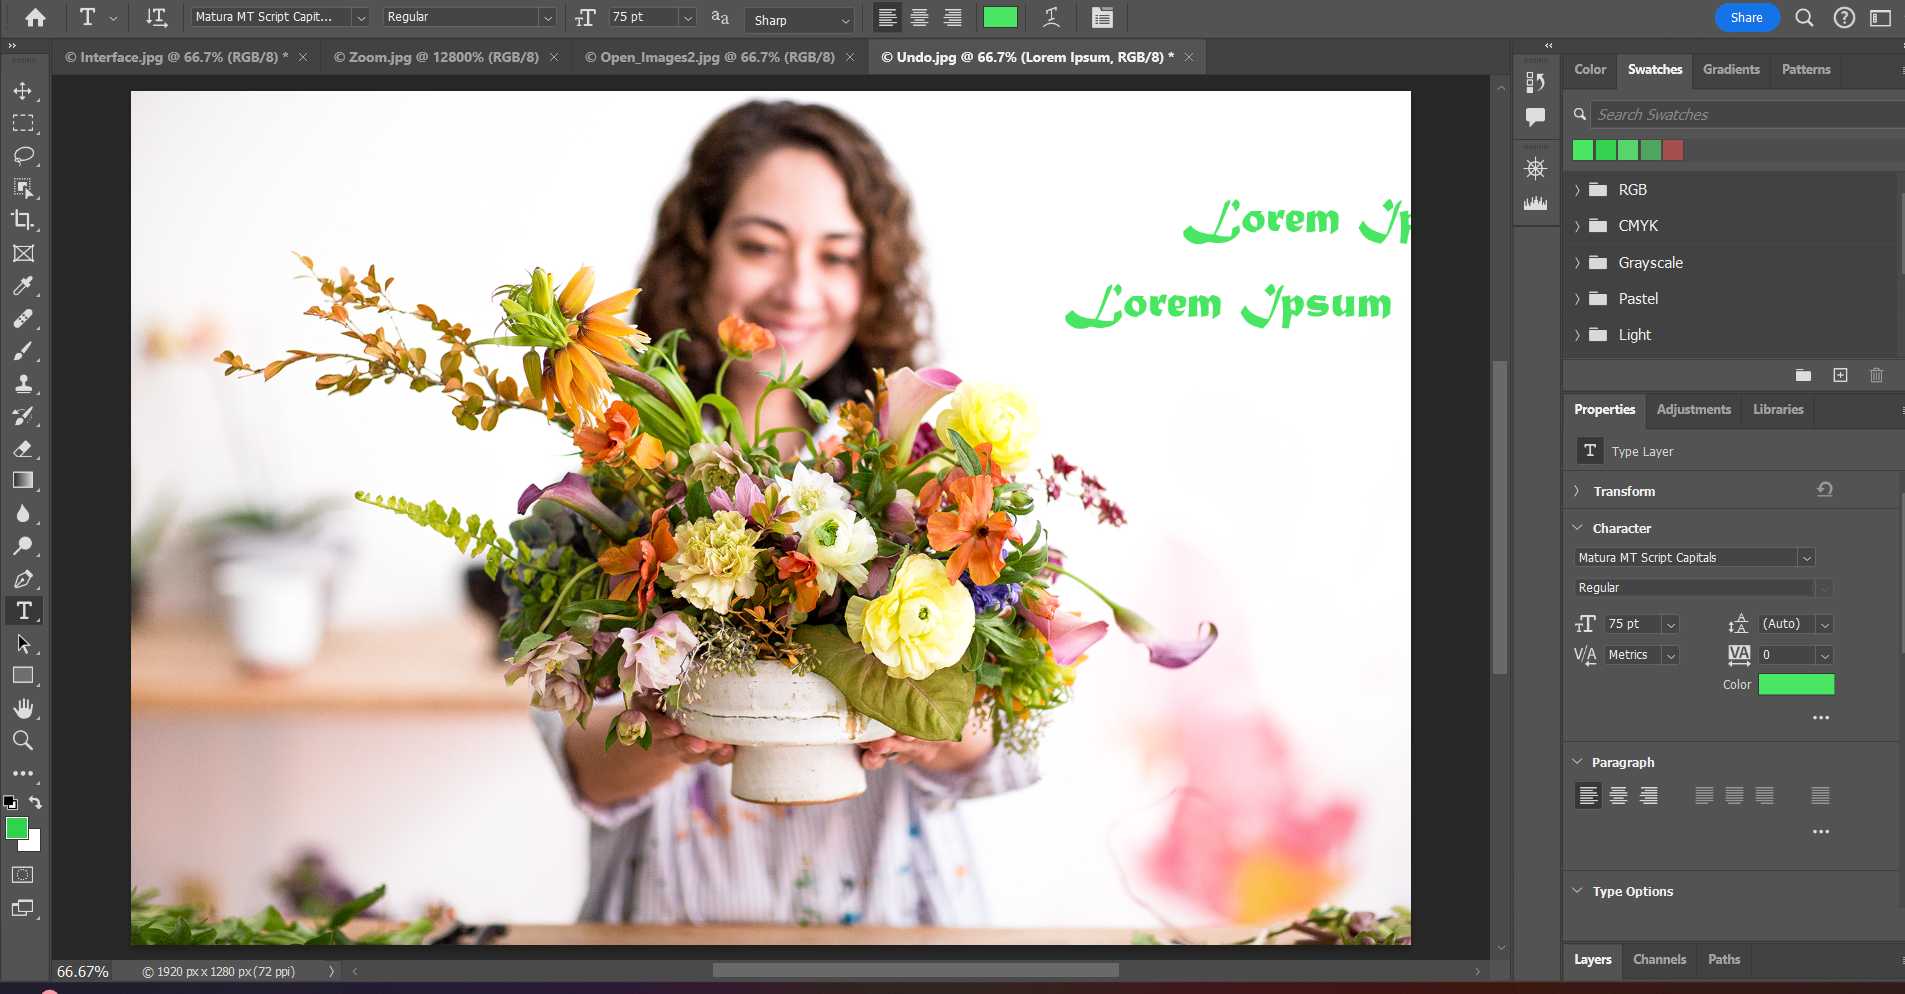 T Matura MT Script Capit... Regular 75 pt aa Sharp Share
© Interface.jpg @ 66.7% (RGB/8) * © Zoom.jpg @ 12800% (RGB/8) © Open_Images2.jpg @ 66.7% (RGB/8) © Undo.jpg @ 66.7% (Lorem Ipsum, RGB/8) *
Color Swatches Gradients Patterns
Search Swatches
RGB
CMYK
Grayscale
Pastel
Light
Lorem Ip
Lorem Ipsum
Properties Adjustments Libraries
T Type Layer
Transform
Character
Matura MT Script Capitals
Regular
75 pt (Auto)
Metrics 0
Color
Paragraph
Type Options
Layers Channels Paths
66.67% © 1920 px x 1280 px (72 ppi)